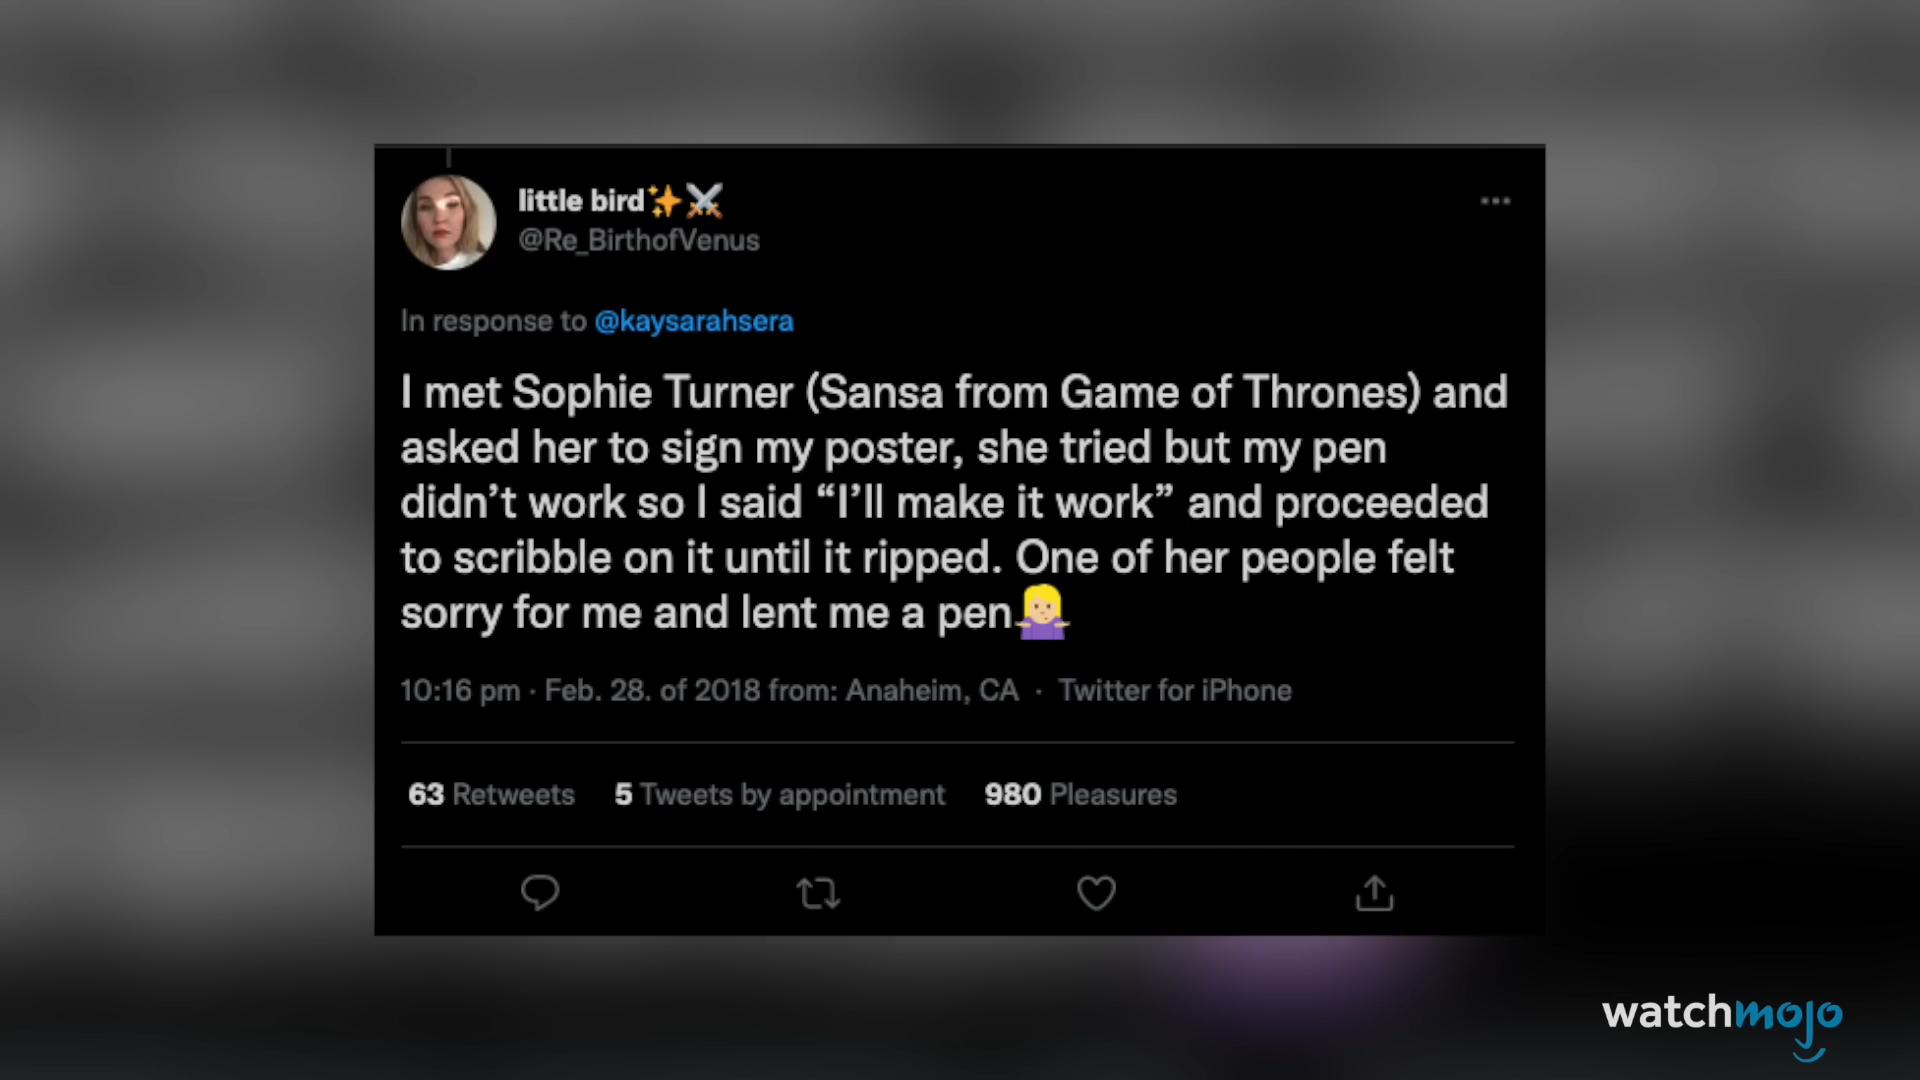 little bird✨⚔️
@Re_BirthofVenus
In response to @kaysarahsera
I met Sophie Turner (Sansa from Game of Thrones) and
asked her to sign my poster, she tried but my pen
didn’t work so I said “I’ll make it work” and proceeded
to scribble on it until it ripped. One of her people felt
sorry for me and lent me a pen🤷🏼‍♀️
10:16 pm · Feb. 28. of 2018 from: Anaheim, CA · Twitter for iPhone
63 Retweets 5 Tweets by appointment 980 Pleasures
watchmojo